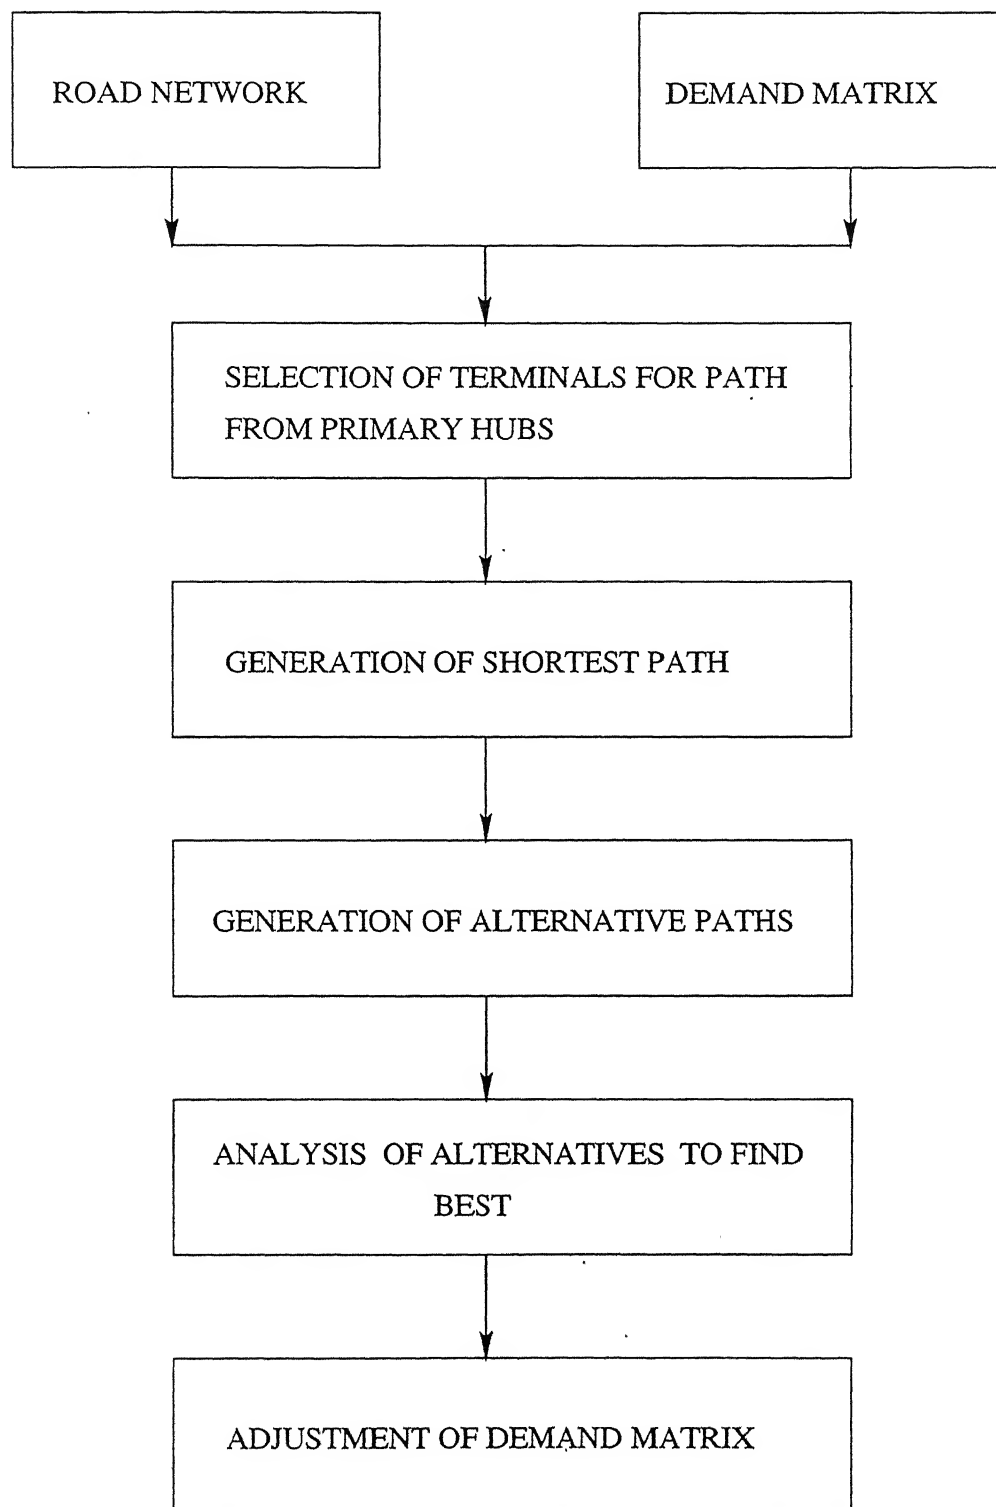 ROAD NETWORK
DEMAND MATRIX
SELECTION OF TERMINALS FOR PATH
FROM PRIMARY HUBS
GENERATION OF SHORTEST PATH
GENERATION OF ALTERNATIVE PATHS
ANALYSIS OF ALTERNATIVES TO FIND
BEST
ADJUSTMENT OF DEMAND MATRIX